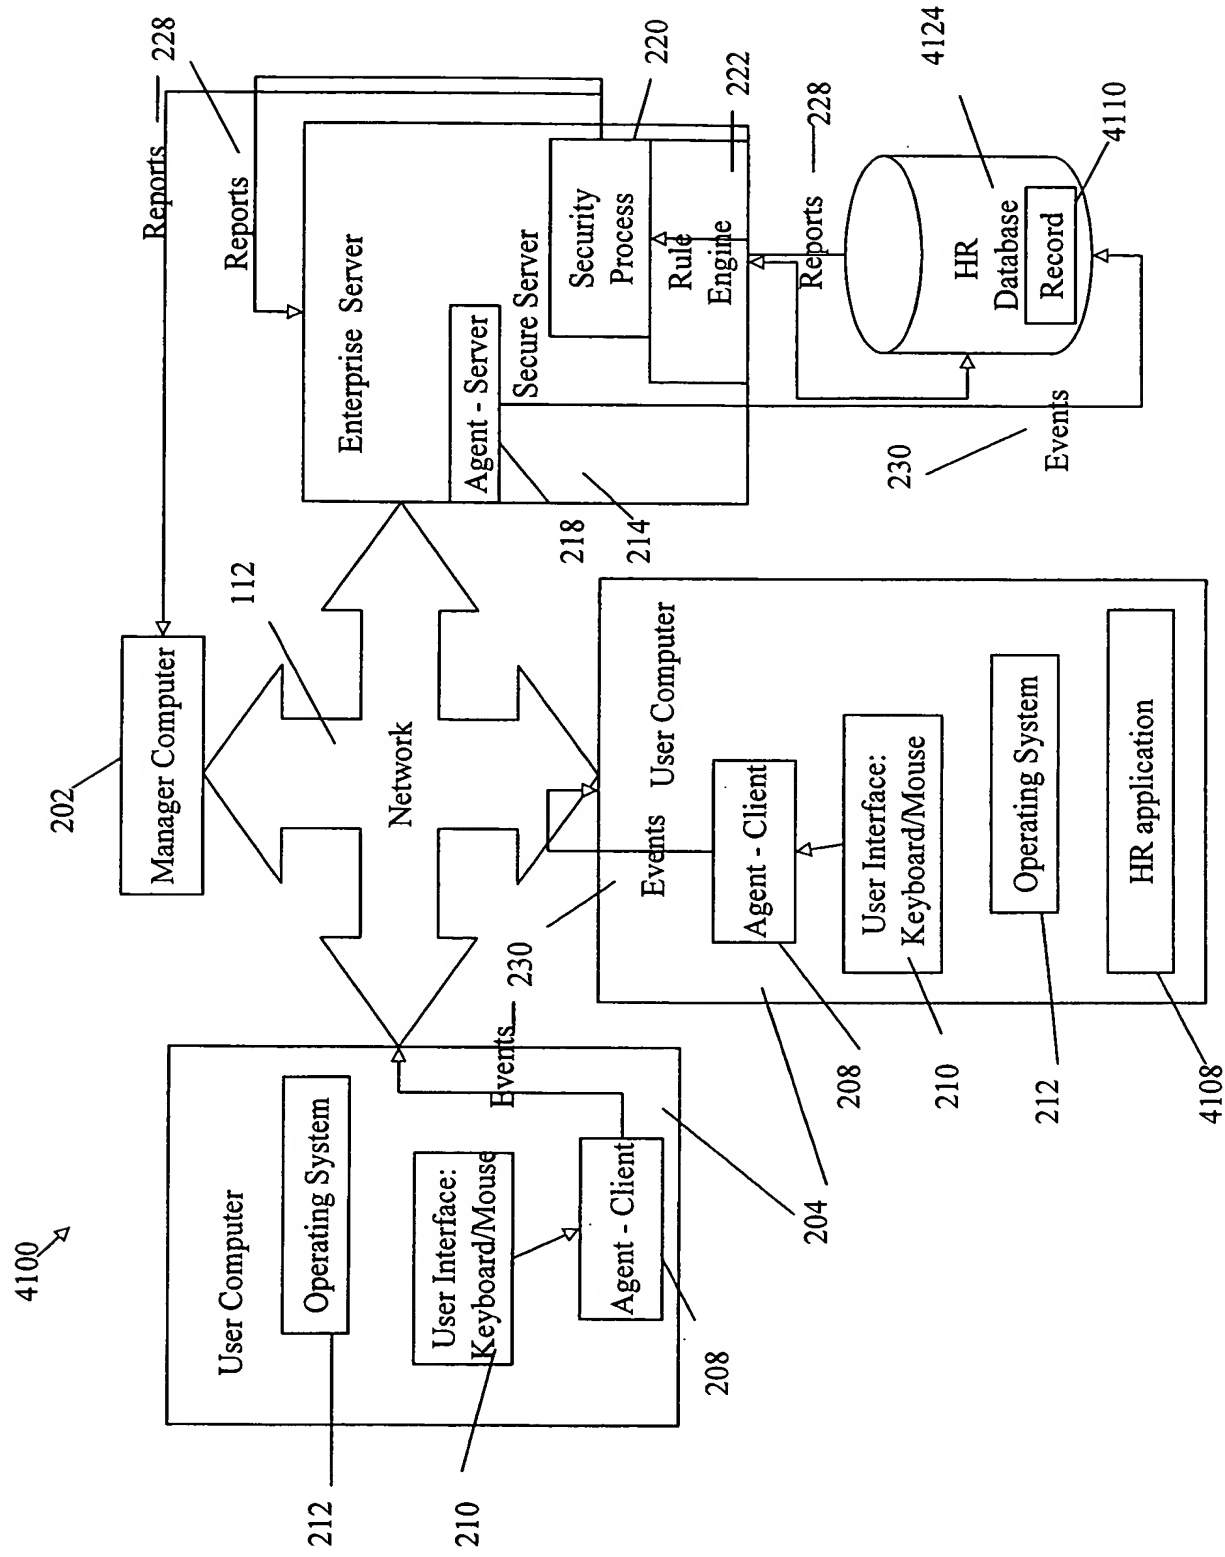 4100
User Computer
Operating System
User Interface:
Keyboard/Mouse
Agent - Client
212
210
208
204
Events
230
202
Manager Computer
Network
112
Reports
228
Reports
Enterprise Server
Agent - Server
Secure Server
Security
Process
Rule
Engine
218
214
220
222
Reports
228
HR
Database
Record
4124
4110
230
Events
Events
User Computer
Agent - Client
User Interface:
Keyboard/Mouse
Operating System
HR application
208
210
212
4108